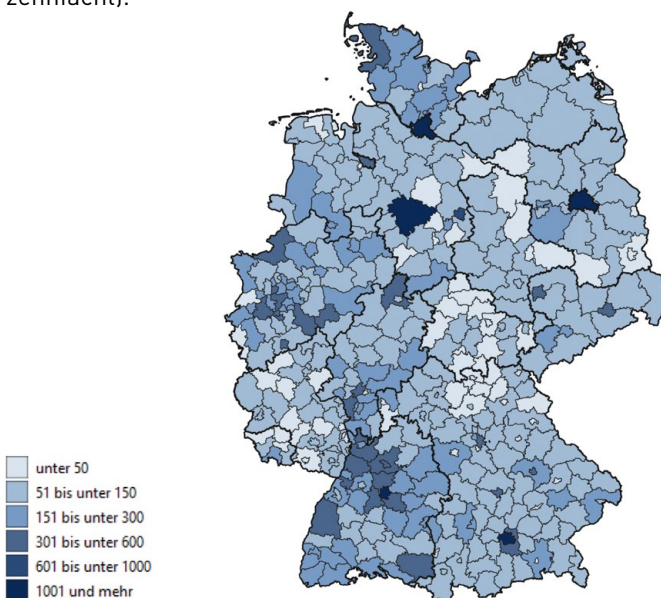 unter 50
51 bis unter 150
151 bis unter 300
301 bis unter 600
601 bis unter 1000
1001 und mehr